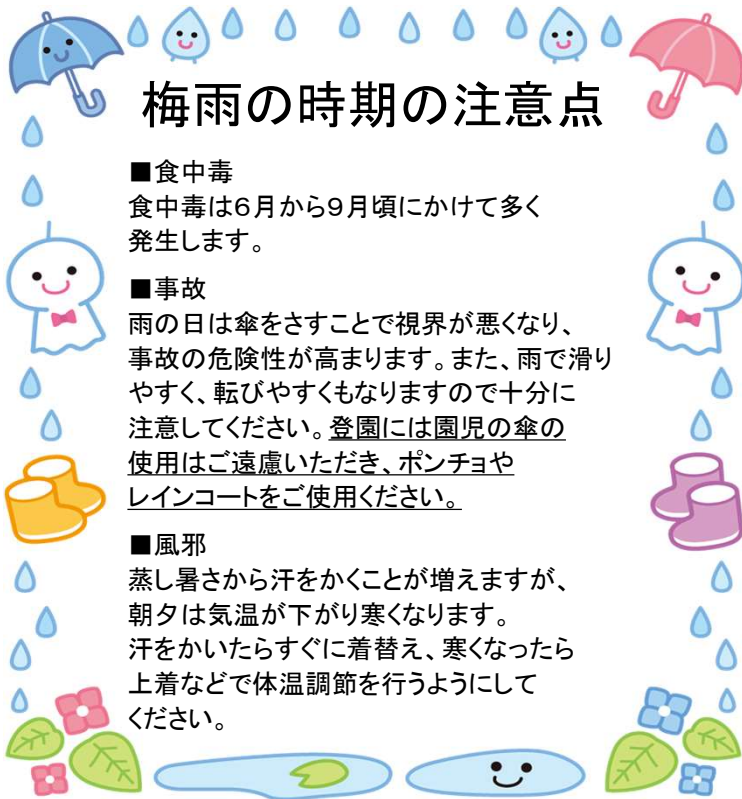 梅雨の時期の注意点
■食中毒
食中毒は6月から9月頃にかけて多く
発生します。
■事故
雨の日は傘をさすことで視界が悪くなり、
事故の危険性が高まります。また、雨で滑り
やすく、転びやすくもなりますので十分に
注意してください。登園には園児の傘の
使用はご遠慮いただき、ポンチョや
レインコートをご使用ください。
■風邪
蒸し暑さから汗をかくことが増えますが、
朝夕は気温が下がり寒くなります。
汗をかいたらすぐに着替え、寒くなったら
上着などで体温調節を行うようにして
ください。